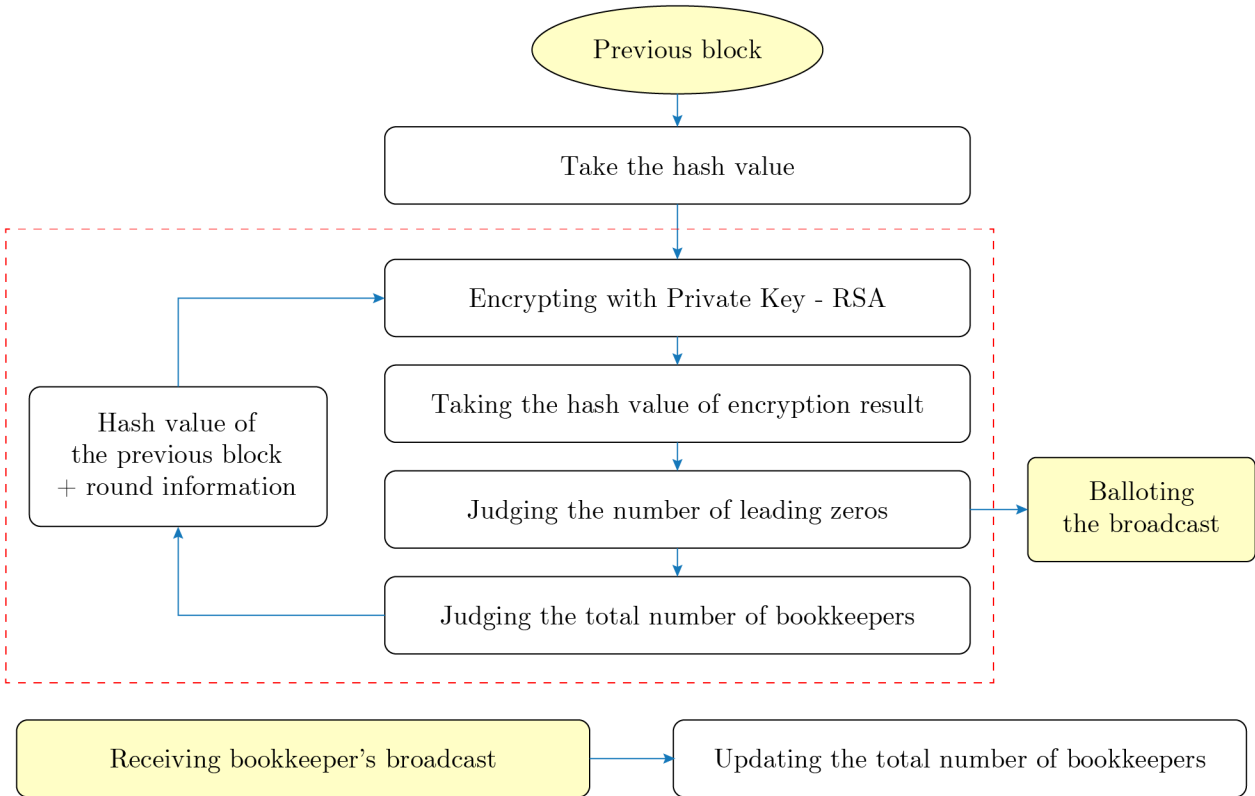 Previous block
Take the hash value
Encrypting with Private Key - RSA
Taking the hash value of encryption result
Hash value of
the previous block
+ round information
Judging the number of leading zeros
Balloting
the broadcast
Judging the total number of bookkeepers
Receiving bookkeeper's broadcast
Updating the total number of bookkeepers